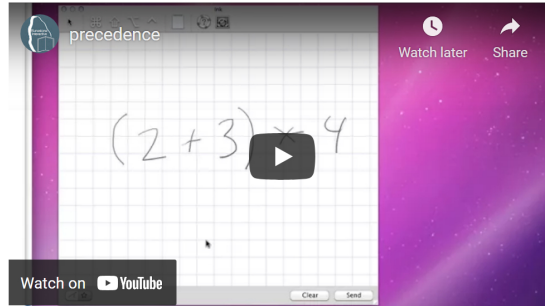 precedence
Watch later Share
(2 + 3) × 4
Clear Send
Watch on YouTube